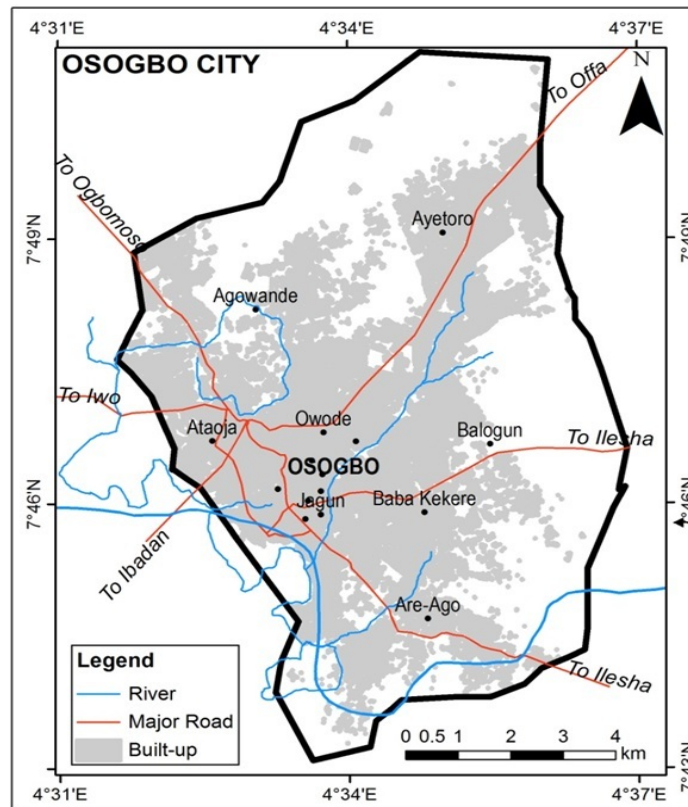 4°31'E
4°34'E
4°37'E
OSOGBO CITY
N
To Offa
To Ogbomoso
Ayetoro
7°49'N
Agowande
To Iwo
Ataoja
Owode
Balogun
To Ilesha
OSOGBO
7°46'N
Jagun
Baba Kekere
To Ibadan
Are-Ago
To Ilesha
Legend
River
Major Road
Built-up
0 0.5 1 2 3 4
km
7°43'N
4°31'E
4°34'E
4°37'E